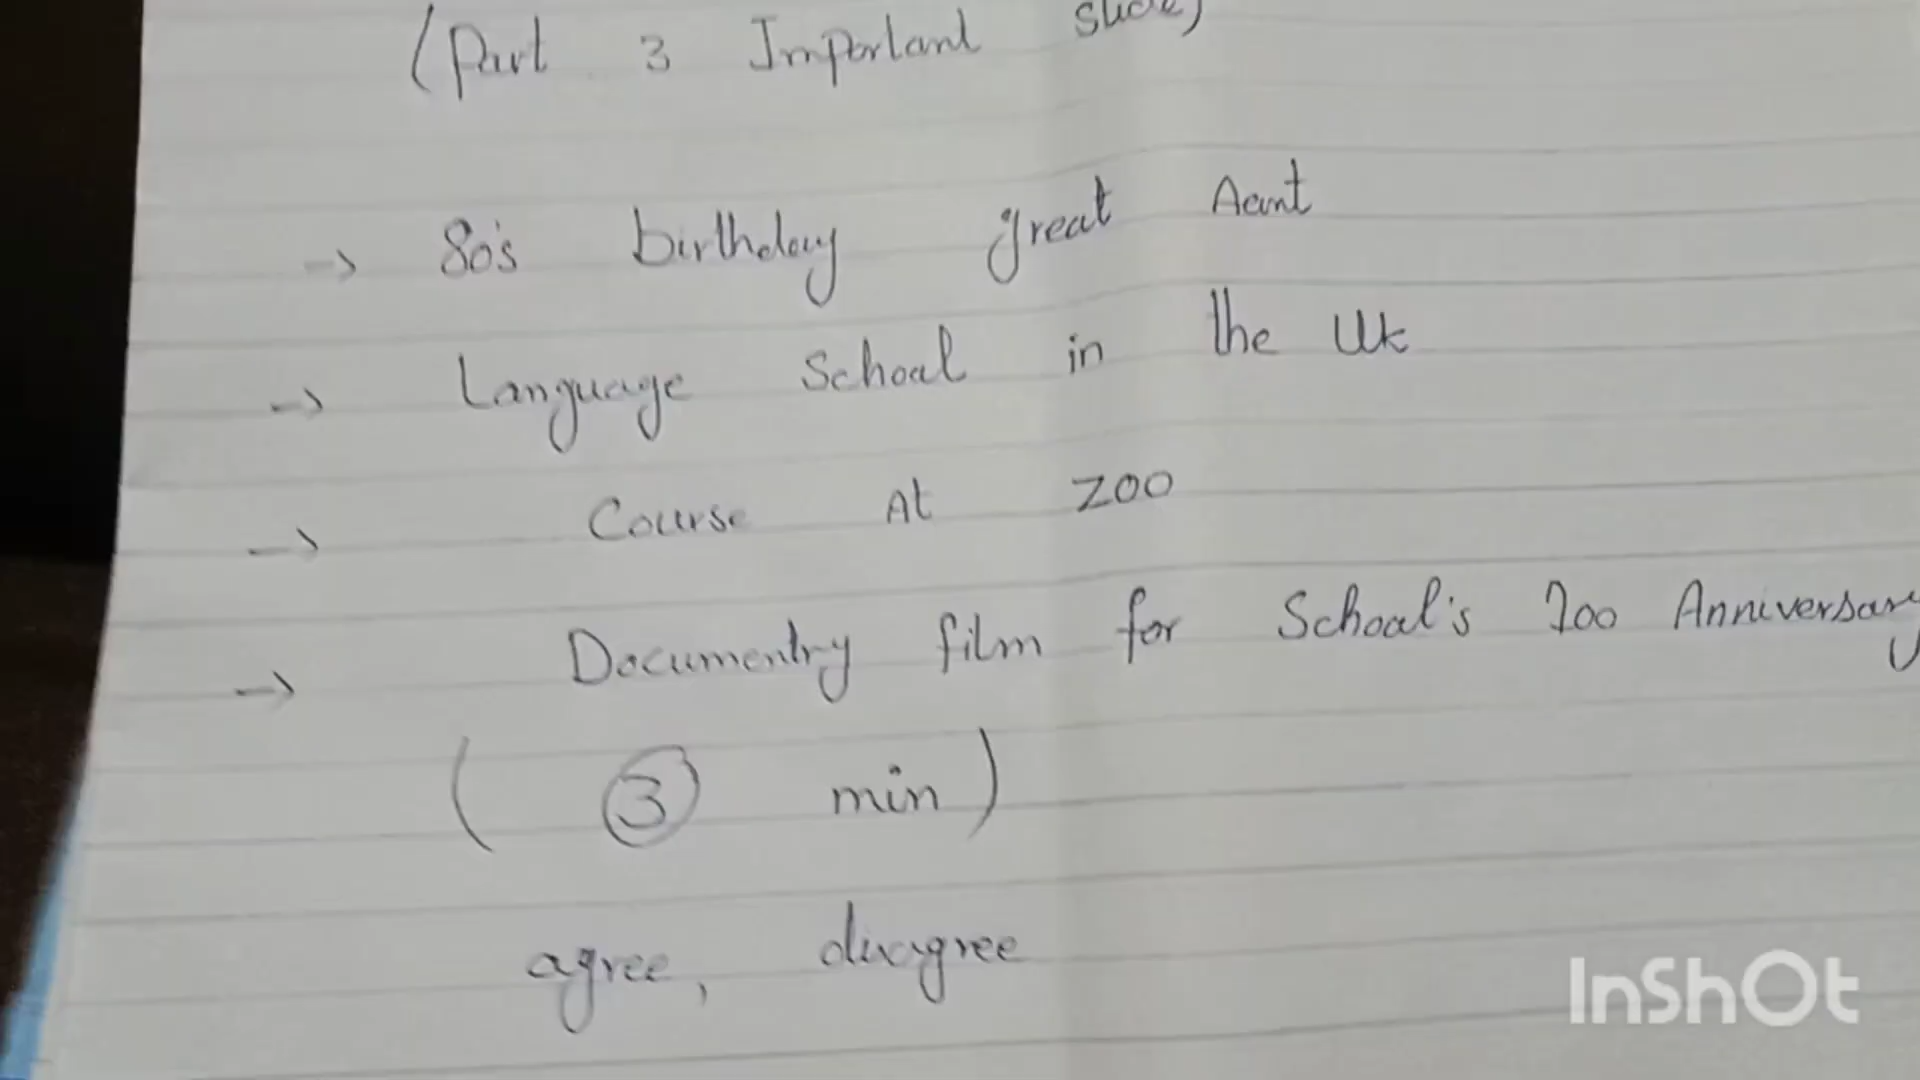 (Part 3 Important
→ 80's birthday great Aunt
→ Language School in the Uk
→ Course At zoo
→ Documentry film for School's 100 Anniversary
( 3 min )
agree, disagree
InShOt